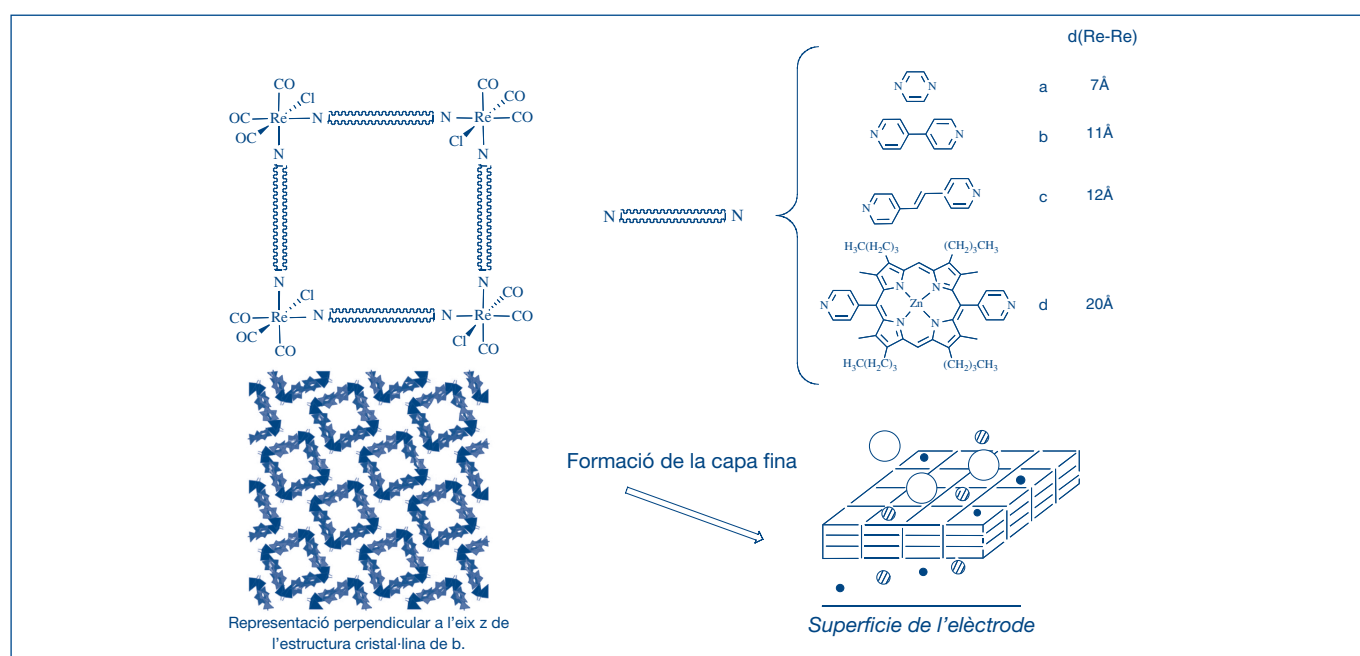 d(Re-Re)
CO
Cl
OC
Re
N
N
OC
N
CO
CO
Re
CO
Cl
N
N
Cl
CO
Re
N
OC
CO
N
CO
N
Re
CO
Cl
CO
N
N
N
N
a
7Å
N
N
b
11Å
N
N
c
12Å
H3C(H2C)3
(CH2)3CH3
N
N
N
Zn
N
N
N
d
20Å
H3C(H2C)3
(CH2)3CH3
Formació de la capa fina
Representació perpendicular a l'eix z de
l'estructura cristal·lina de b.
Superficie de l'elèctrode